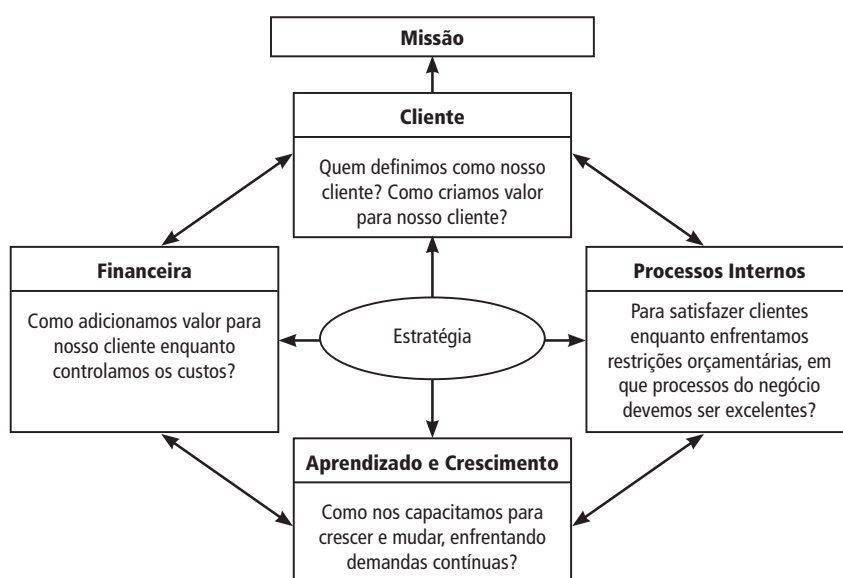 Missão
Cliente
Quem definimos como nosso
cliente? Como criamos valor
para nosso cliente?
Financeira
Como adicionamos valor para
nosso cliente enquanto
controlamos os custos?
Estratégia
Processos Internos
Para satisfazer clientes
enquanto enfrentamos
restrições orçamentárias, em
que processos do negócio
devemos ser excelentes?
Aprendizado e Crescimento
Como nos capacitamos para
crescer e mudar, enfrentando
demandas contínuas?